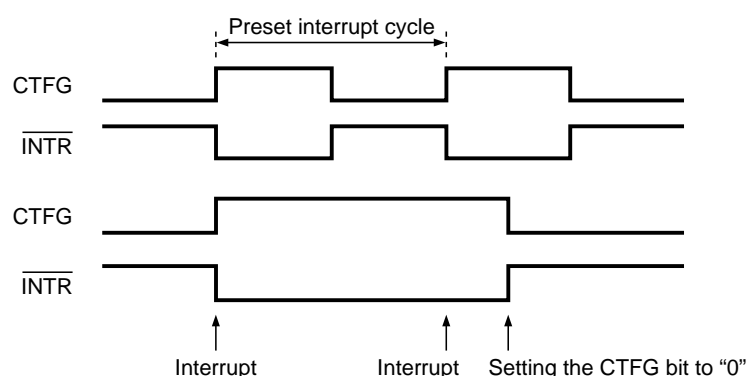 Preset interrupt cycle
CTFG
INTR
CTFG
INTR
Interrupt Interrupt Setting the CTFG bit to “0”